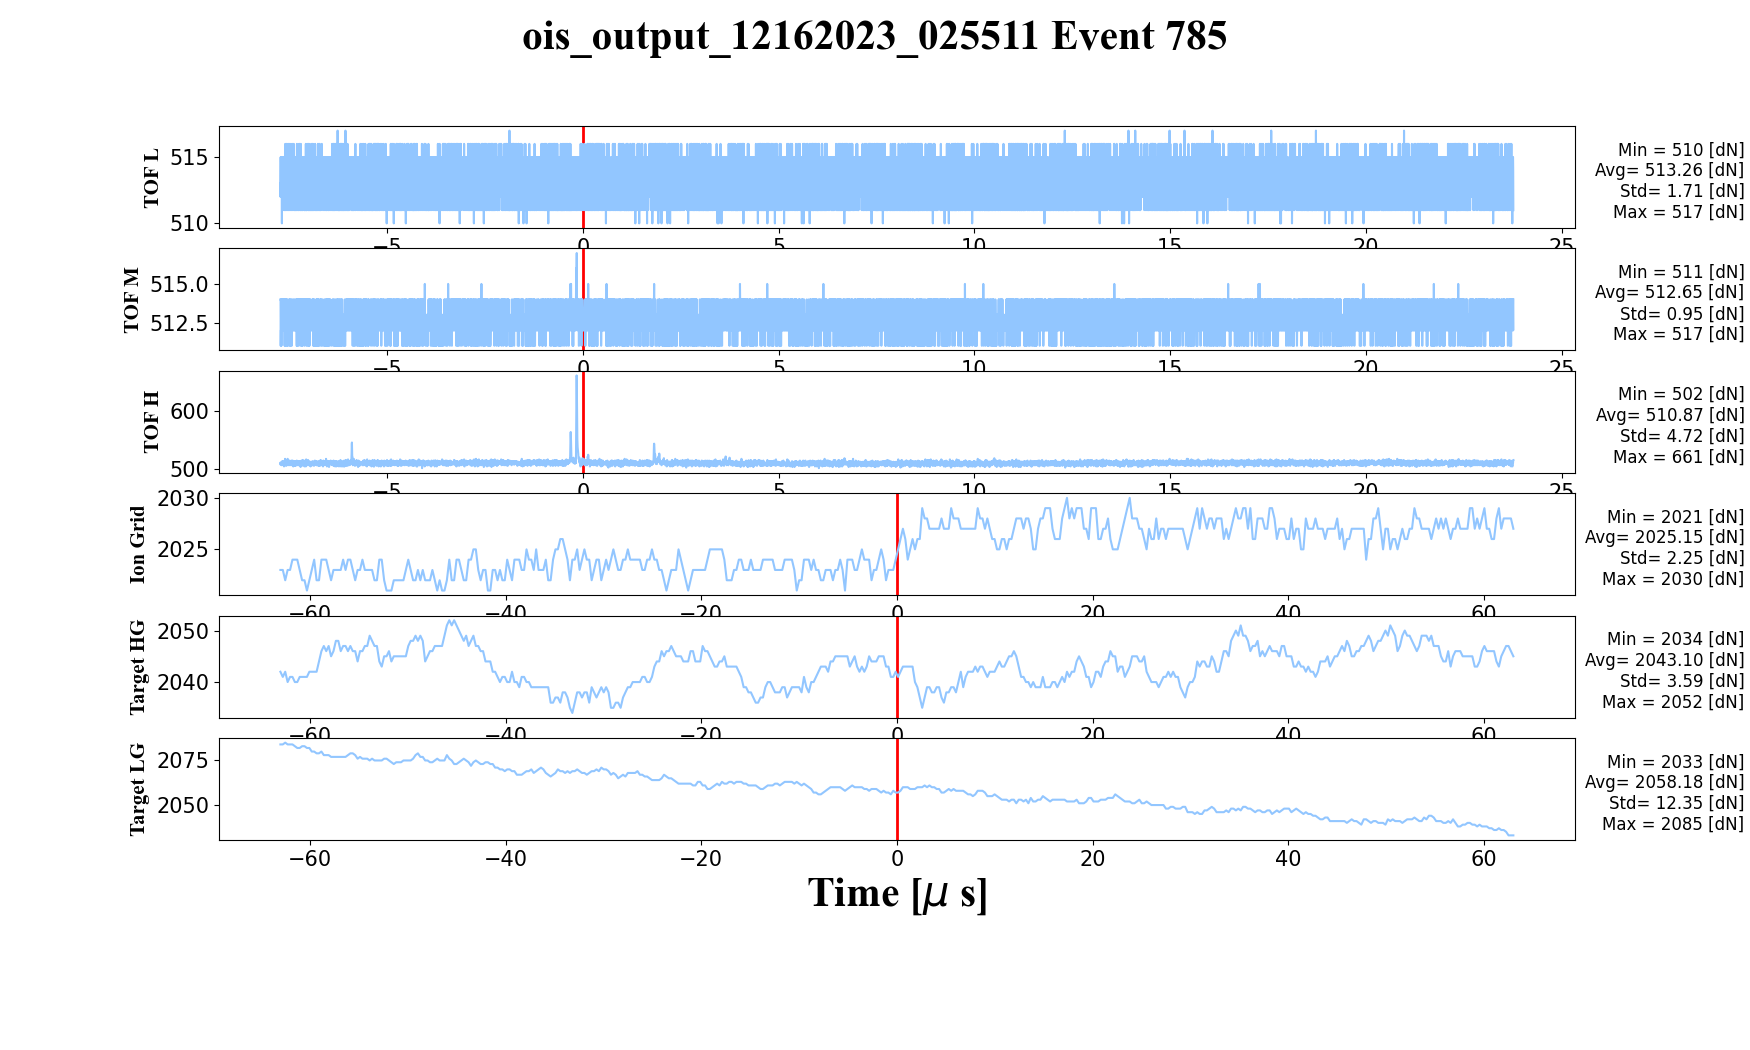 ois_output_12162023_025511 Event 785
TOF L
515
510
−5
0
5
10
15
20
25
Min = 510 [dN]
Avg= 513.26 [dN]
Std= 1.71 [dN]
Max = 517 [dN]
TOF M
515.0
512.5
−5
0
5
10
15
20
25
Min = 511 [dN]
Avg= 512.65 [dN]
Std= 0.95 [dN]
Max = 517 [dN]
TOF H
600
500
−5
0
5
10
15
20
25
Min = 502 [dN]
Avg= 510.87 [dN]
Std= 4.72 [dN]
Max = 661 [dN]
Ion Grid
2030
2025
−60
−40
−20
0
20
40
60
Min = 2021 [dN]
Avg= 2025.15 [dN]
Std= 2.25 [dN]
Max = 2030 [dN]
Target HG
2050
2040
−60
−40
−20
0
20
40
60
Min = 2034 [dN]
Avg= 2043.10 [dN]
Std= 3.59 [dN]
Max = 2052 [dN]
Target LG
2075
2050
−60
−40
−20
0
20
40
60
Min = 2033 [dN]
Avg= 2058.18 [dN]
Std= 12.35 [dN]
Max = 2085 [dN]
Time [μ s]